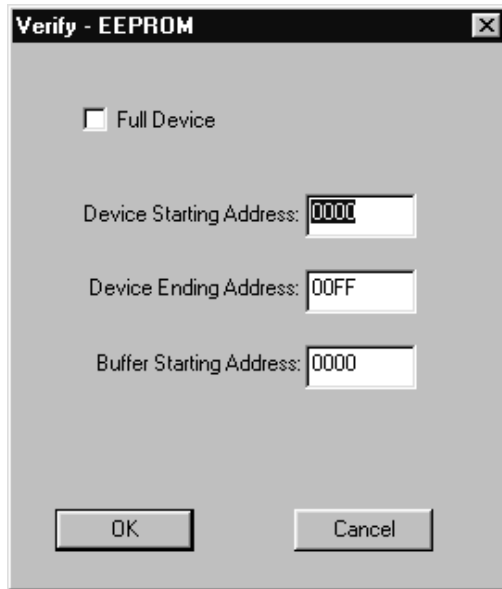 Verify - EEPROM
Full Device
Device Starting Address: 0000
Device Ending Address: 00FF
Buffer Starting Address: 0000
OK Cancel